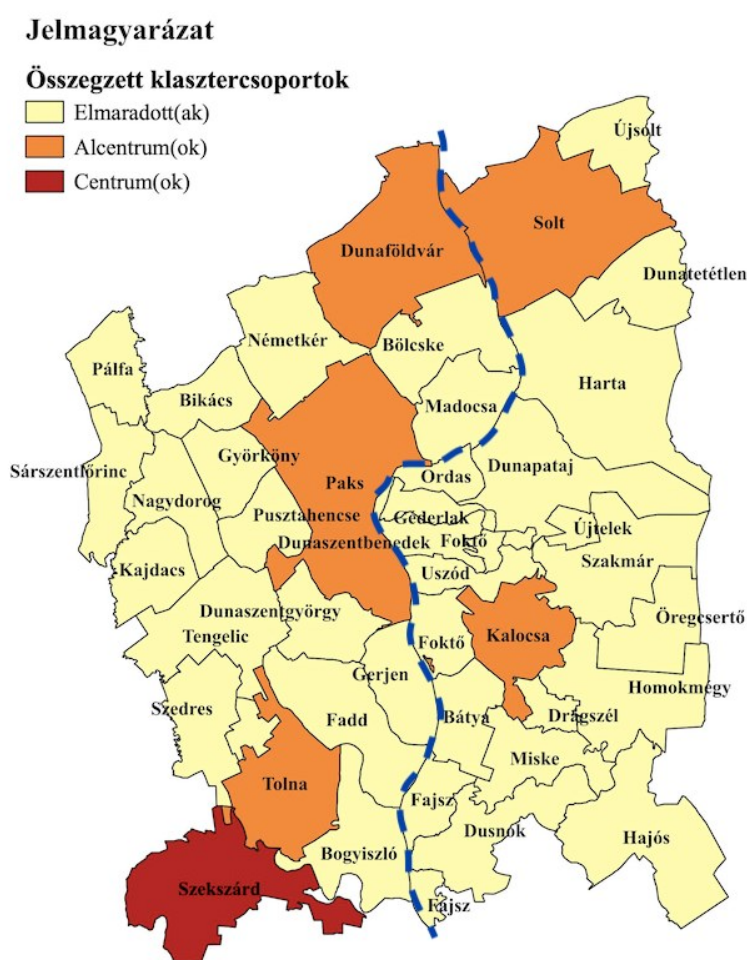 Jelmagyarázat
Összegzett klasztercsoportok
Elmaradott(ak)
Alcentrum(ok)
Centrum(ok)
Újsolt
Solt
Dunaföldvár
Dunatetétlen
Németkér
Bölcske
Pálfa
Harta
Bikács
Madocsa
Györköny
Dunapataj
Sárszentlőrinc
Ordas
Paks
Nagydorog
Pusztahencse
Géderlak
Újtelek
Dunaszentbenedek
Foktő
Szakmár
Kajdacs
Uszód
Dunaszentgyörgy
Öregcsertő
Tengelic
Foktő
Kalocsa
Gerjen
Homokmégy
Szedres
Fadd
Bátya
Drágszél
Miske
Tolna
Fajsz
Dusnok
Hajós
Bogyiszló
Szekszárd
Fajsz